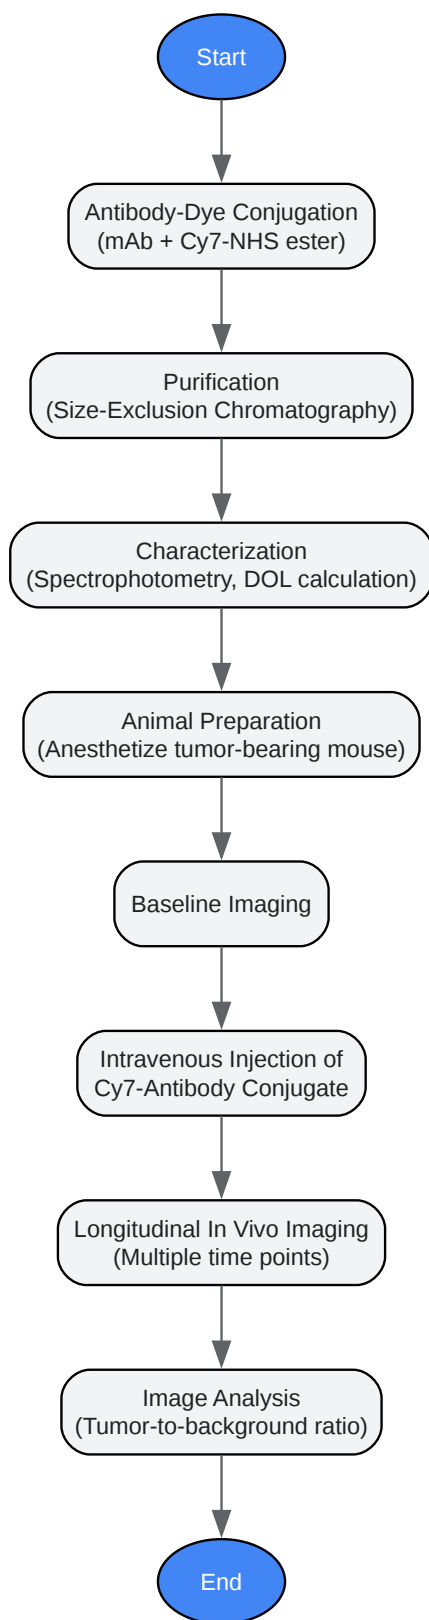 Start
Antibody-Dye Conjugation
(mAb + Cy7-NHS ester)
Purification
(Size-Exclusion Chromatography)
Characterization
(Spectrophotometry, DOL calculation)
Animal Preparation
(Anesthetize tumor-bearing mouse)
Baseline Imaging
Intravenous Injection of
Cy7-Antibody Conjugate
Longitudinal In Vivo Imaging
(Multiple time points)
Image Analysis
(Tumor-to-background ratio)
End